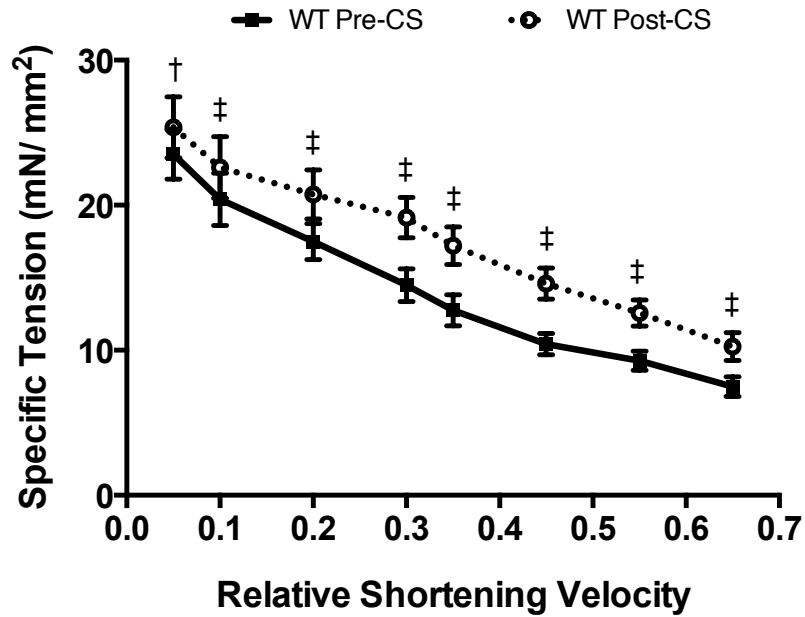 WT Pre-CS WT Post-CS
Specific Tension (mN/ mm²)
30
20
10
0
† ‡ ‡ ‡ ‡ ‡ ‡ ‡
0.0 0.1 0.2 0.3 0.4 0.5 0.6 0.7
Relative Shortening Velocity